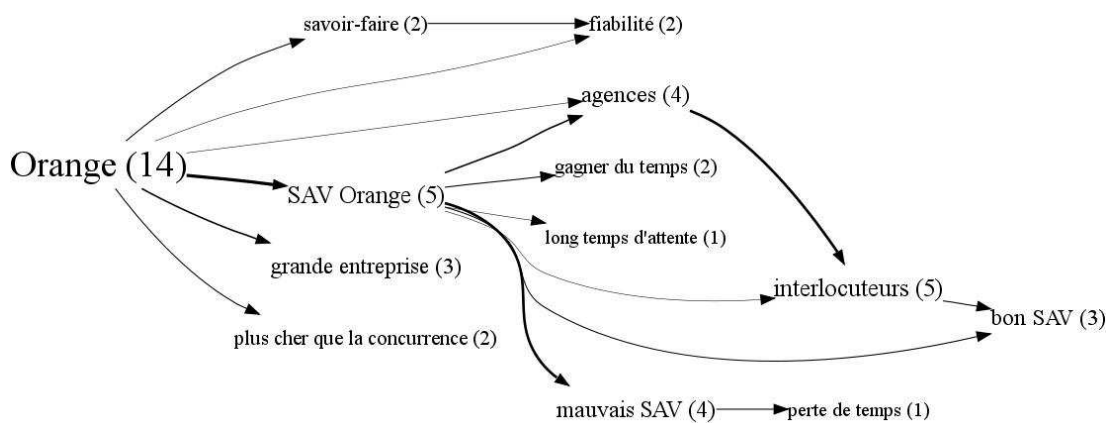 savoir-faire (2)
fiabilité (2)
agences (4)
Orange (14)
gagner du temps (2)
SAV Orange (5)
long temps d'attente (1)
grande entreprise (3)
interlocuteurs (5)
bon SAV (3)
plus cher que la concurrence (2)
mauvais SAV (4)
perte de temps (1)